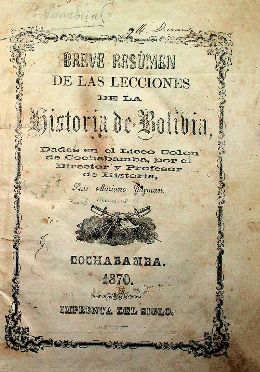 BREVE RESÚMEN
DE LAS LECCIONES
DE LA
Historia de Bolivia,
Dadas en el Liceo Colon
de Cochabamba, por el
Director y Profesor
de Historia,
COCHABAMBA.
1870.
IMPRENTA DEL SIGLO.